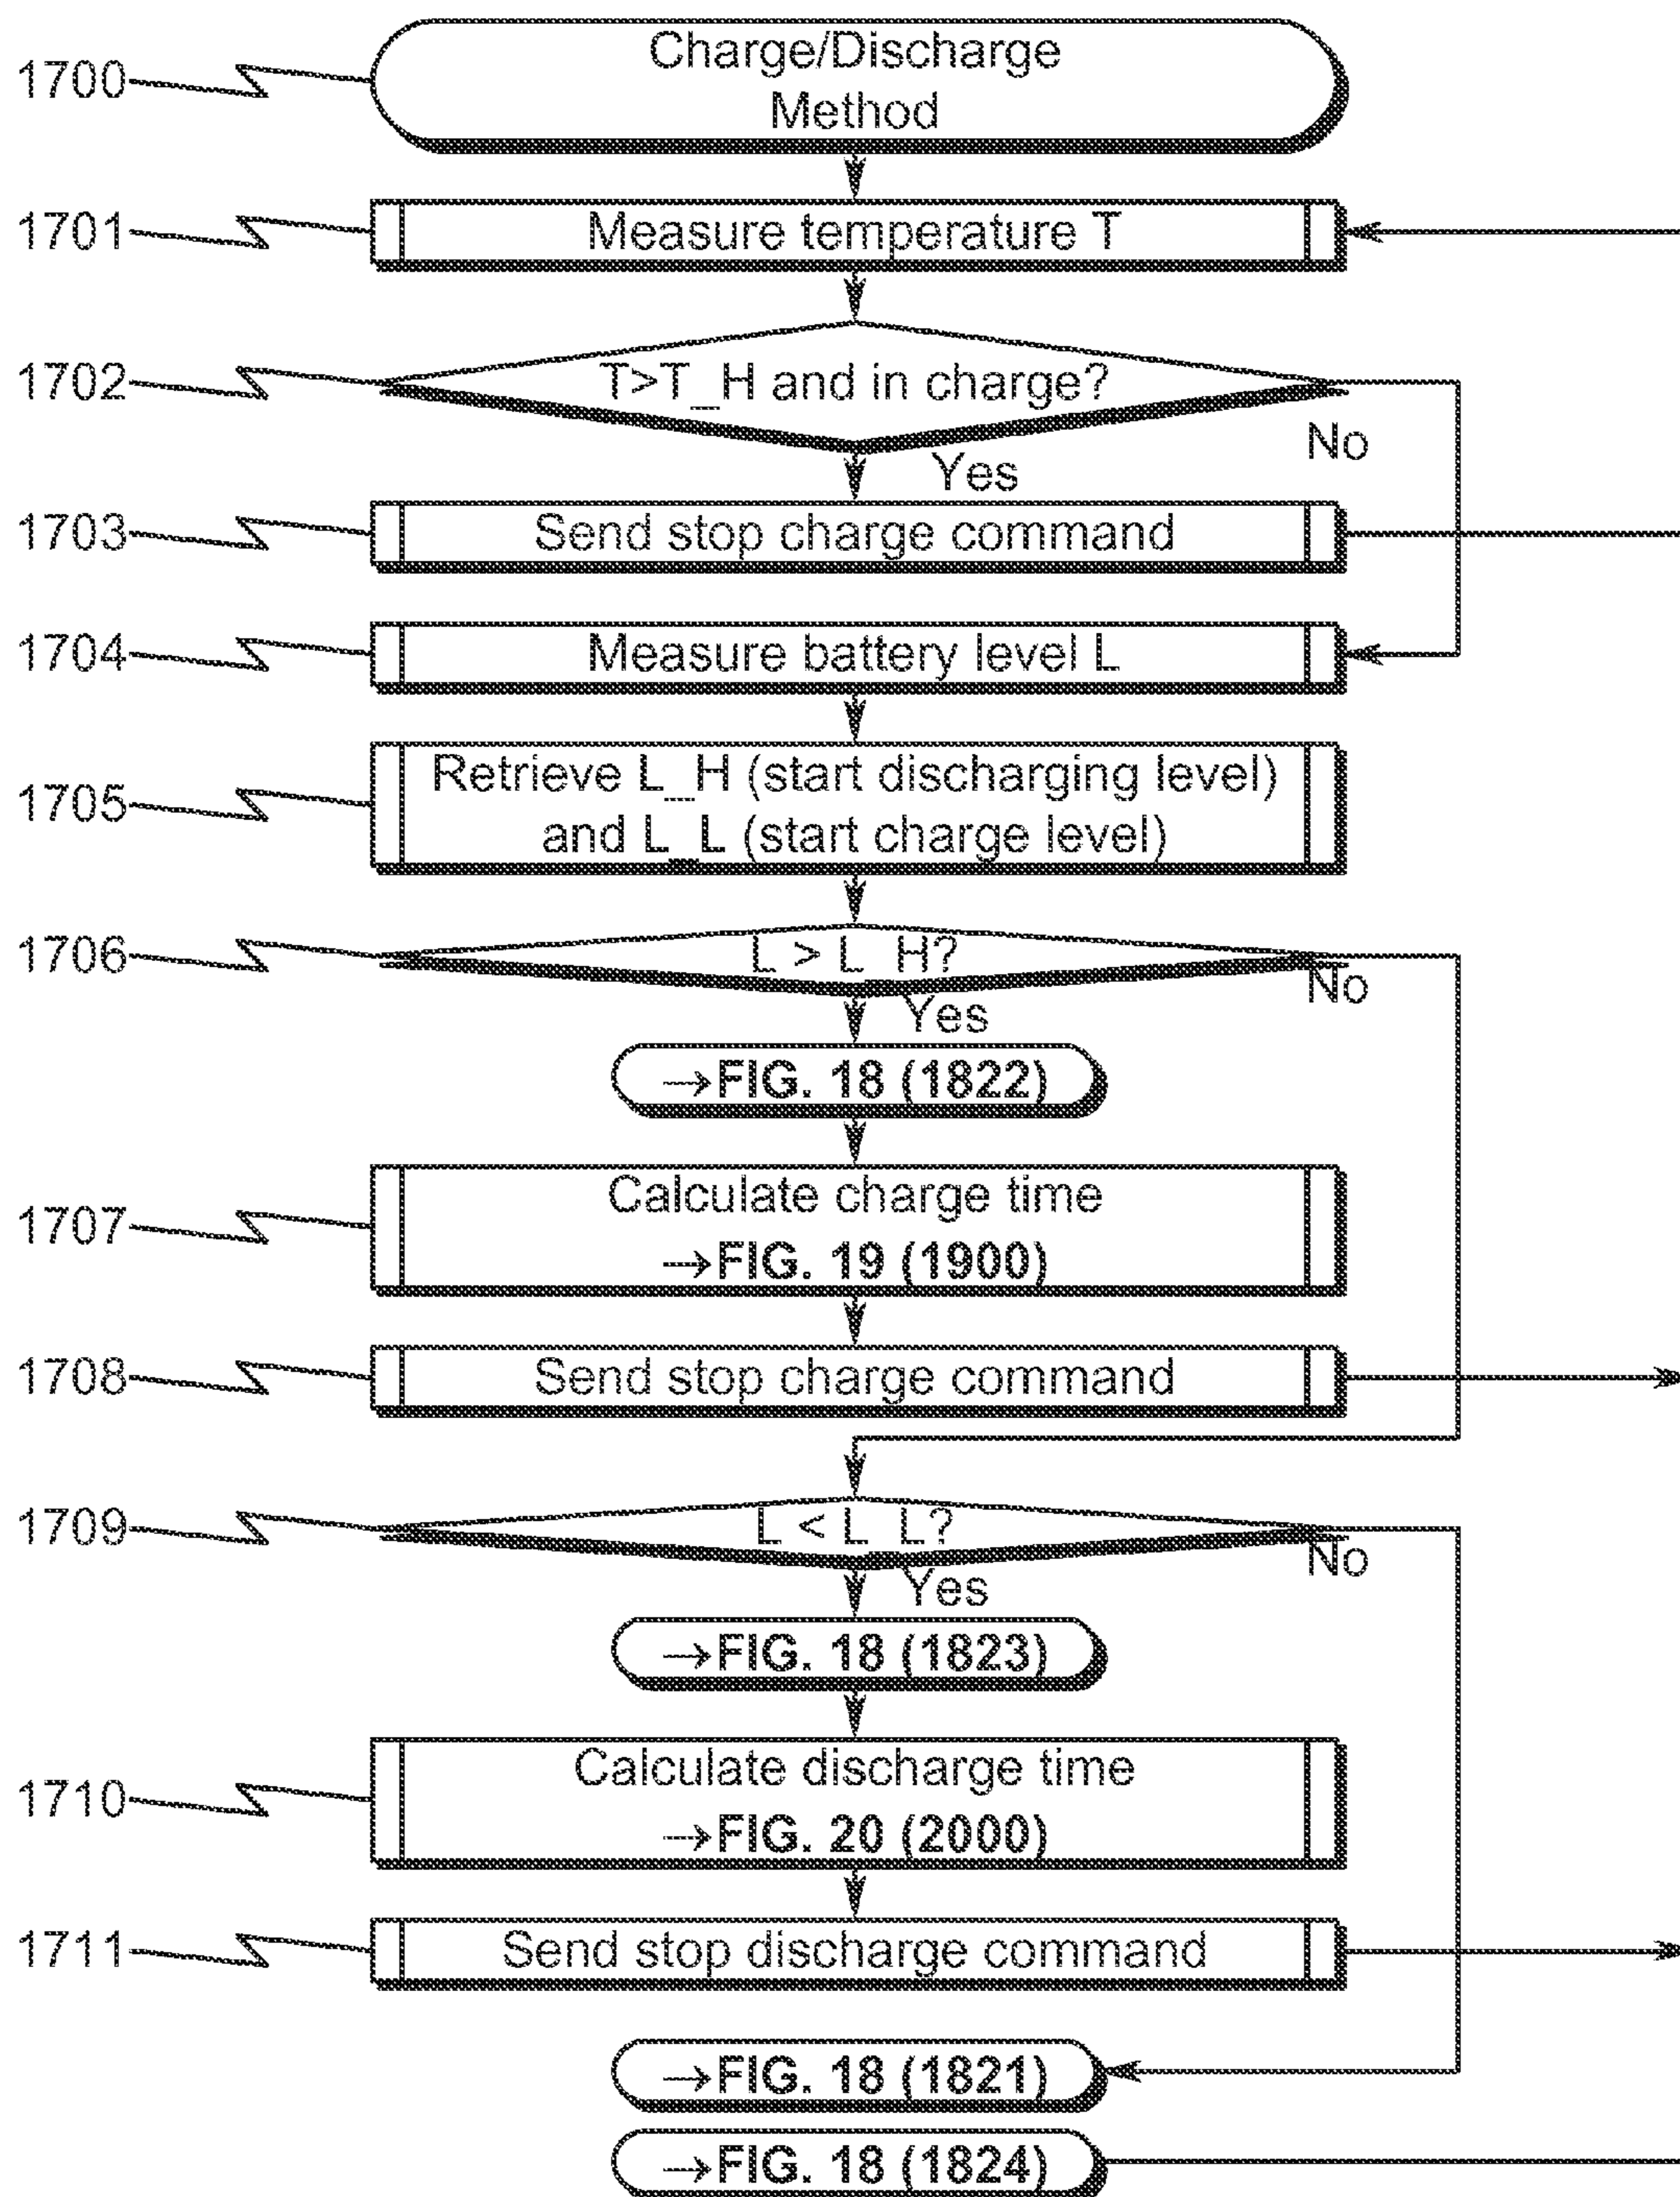 Charge/Discharge
Method
1700
1701
Measure temperature T
1702
T>T_H and in charge?
No
Yes
1703
Send stop charge command
1704
Measure battery level L
1705
Retrieve L_H (start discharging level)
and L_L (start charge level)
1706
L > L_H?
No
Yes
→FIG. 18 (1822)
1707
Calculate charge time
→FIG. 19 (1900)
1708
Send stop charge command
1709
L < L_L?
No
Yes
→FIG. 18 (1823)
1710
Calculate discharge time
→FIG. 20 (2000)
1711
Send stop discharge command
→FIG. 18 (1821)
→FIG. 18 (1824)